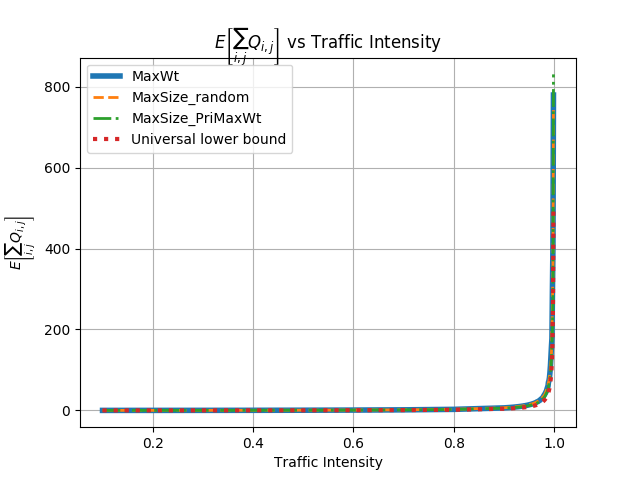 E[∑_{i,j} Q_{i,j}] vs Traffic Intensity
MaxWt
MaxSize_random
MaxSize_PriMaxWt
Universal lower bound
E[∑_{i,j} Q_{i,j}]
800
600
400
200
0
0.2 0.4 0.6 0.8 1.0
Traffic Intensity